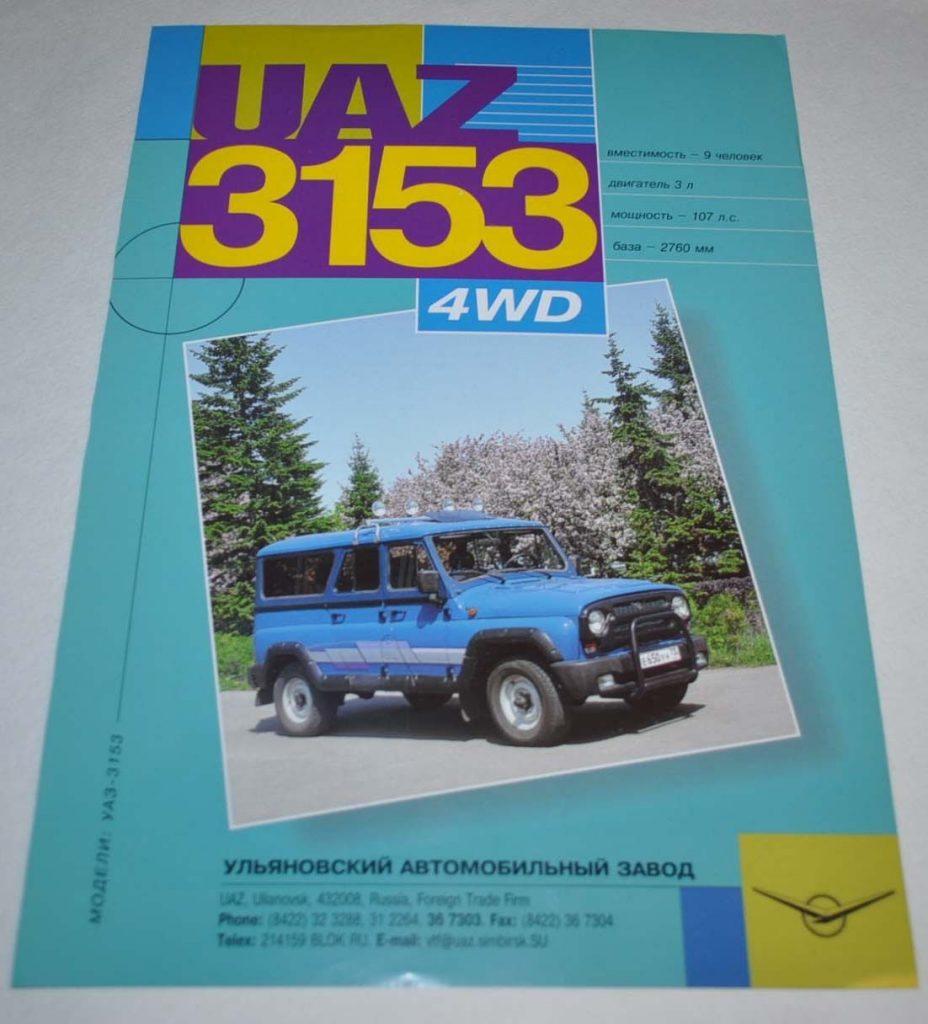 UAZ
3153
4WD
вместимость – 9 человек
двигатель 3 л
мощность – 107 л.с.
база – 2760 мм
МОДЕЛИ: УАЗ-3153
УЛЬЯНОВСКИЙ АВТОМОБИЛЬНЫЙ ЗАВОД
UAZ, Ulianovsk, 432008, Russia, Foreign Trade Firm
Phone: (8422) 32 3288, 31 2264, 36 7303. Fax: (8422) 36 7304
Telex: 214159 BLOK RU. E-mail: vtf@uaz.simbirsk.SU